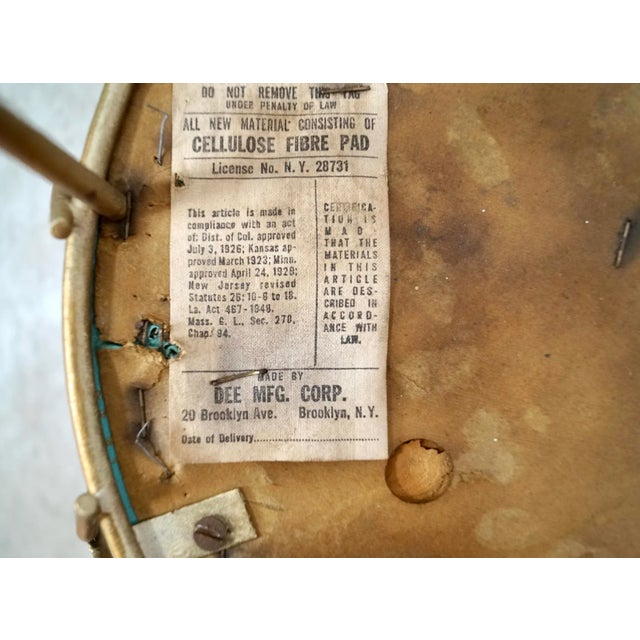 DO NOT REMOVE THIS TAG
UNDER PENALTY OF LAW
ALL NEW MATERIAL CONSISTING OF
CELLULOSE FIBRE PAD
License No. N.Y. 28731
This article is made in
compliance with an act
of: Dist. of Col. approved
July 3, 1926; Kansas ap-
proved March 1923; Minn.
approved April 24, 1929;
New Jersey revised
Statutes 26: 10-6 to 18.
La. Act 467-1948.
Mass. G. L., Sec. 270,
Chap. 94.
CERTIFICA-
TION IS
MADE
THAT THE
MATERIALS
IN THIS
ARTICLE
ARE DES-
CRIBED IN
ACCORD-
ANCE WITH
LAW.
MADE BY
DEE MFG. CORP.
20 Brooklyn Ave. Brooklyn, N.Y.
Date of Delivery